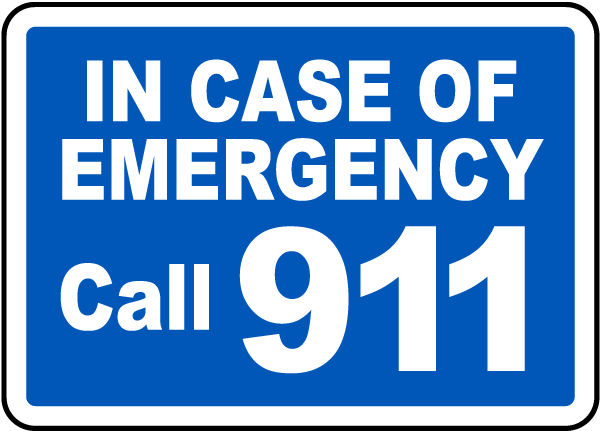 IN CASE OF
EMERGENCY
Call 911